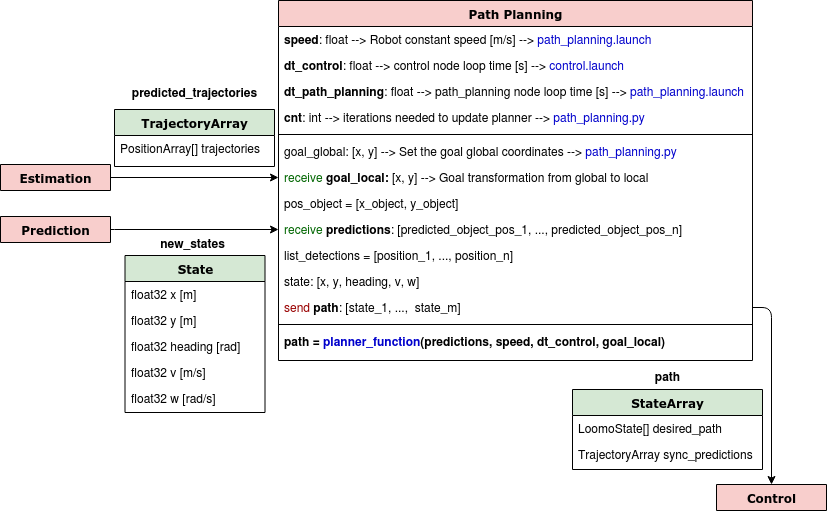 Path Planning
speed: float --> Robot constant speed [m/s] --> path_planning.launch
dt_control: float --> control node loop time [s] --> control.launch
dt_path_planning: float --> path_planning node loop time [s] --> path_planning.launch
cnt: int --> iterations needed to update planner --> path_planning.py
goal_global: [x, y] --> Set the goal global coordinates --> path_planning.py
receive goal_local: [x, y] --> Goal transformation from global to local
pos_object = [x_object, y_object]
receive predictions: [predicted_object_pos_1, ..., predicted_object_pos_n]
list_detections = [position_1, ..., position_n]
state: [x, y, heading, v, w]
send path: [state_1, ..., state_m]
path = planner_function(predictions, speed, dt_control, goal_local)
predicted_trajectories
TrajectoryArray
PositionArray[] trajectories
Estimation
Prediction
new_states
State
float32 x [m]
float32 y [m]
float32 heading [rad]
float32 v [m/s]
float32 w [rad/s]
path
StateArray
LoomoState[] desired_path
TrajectoryArray sync_predictions
Control